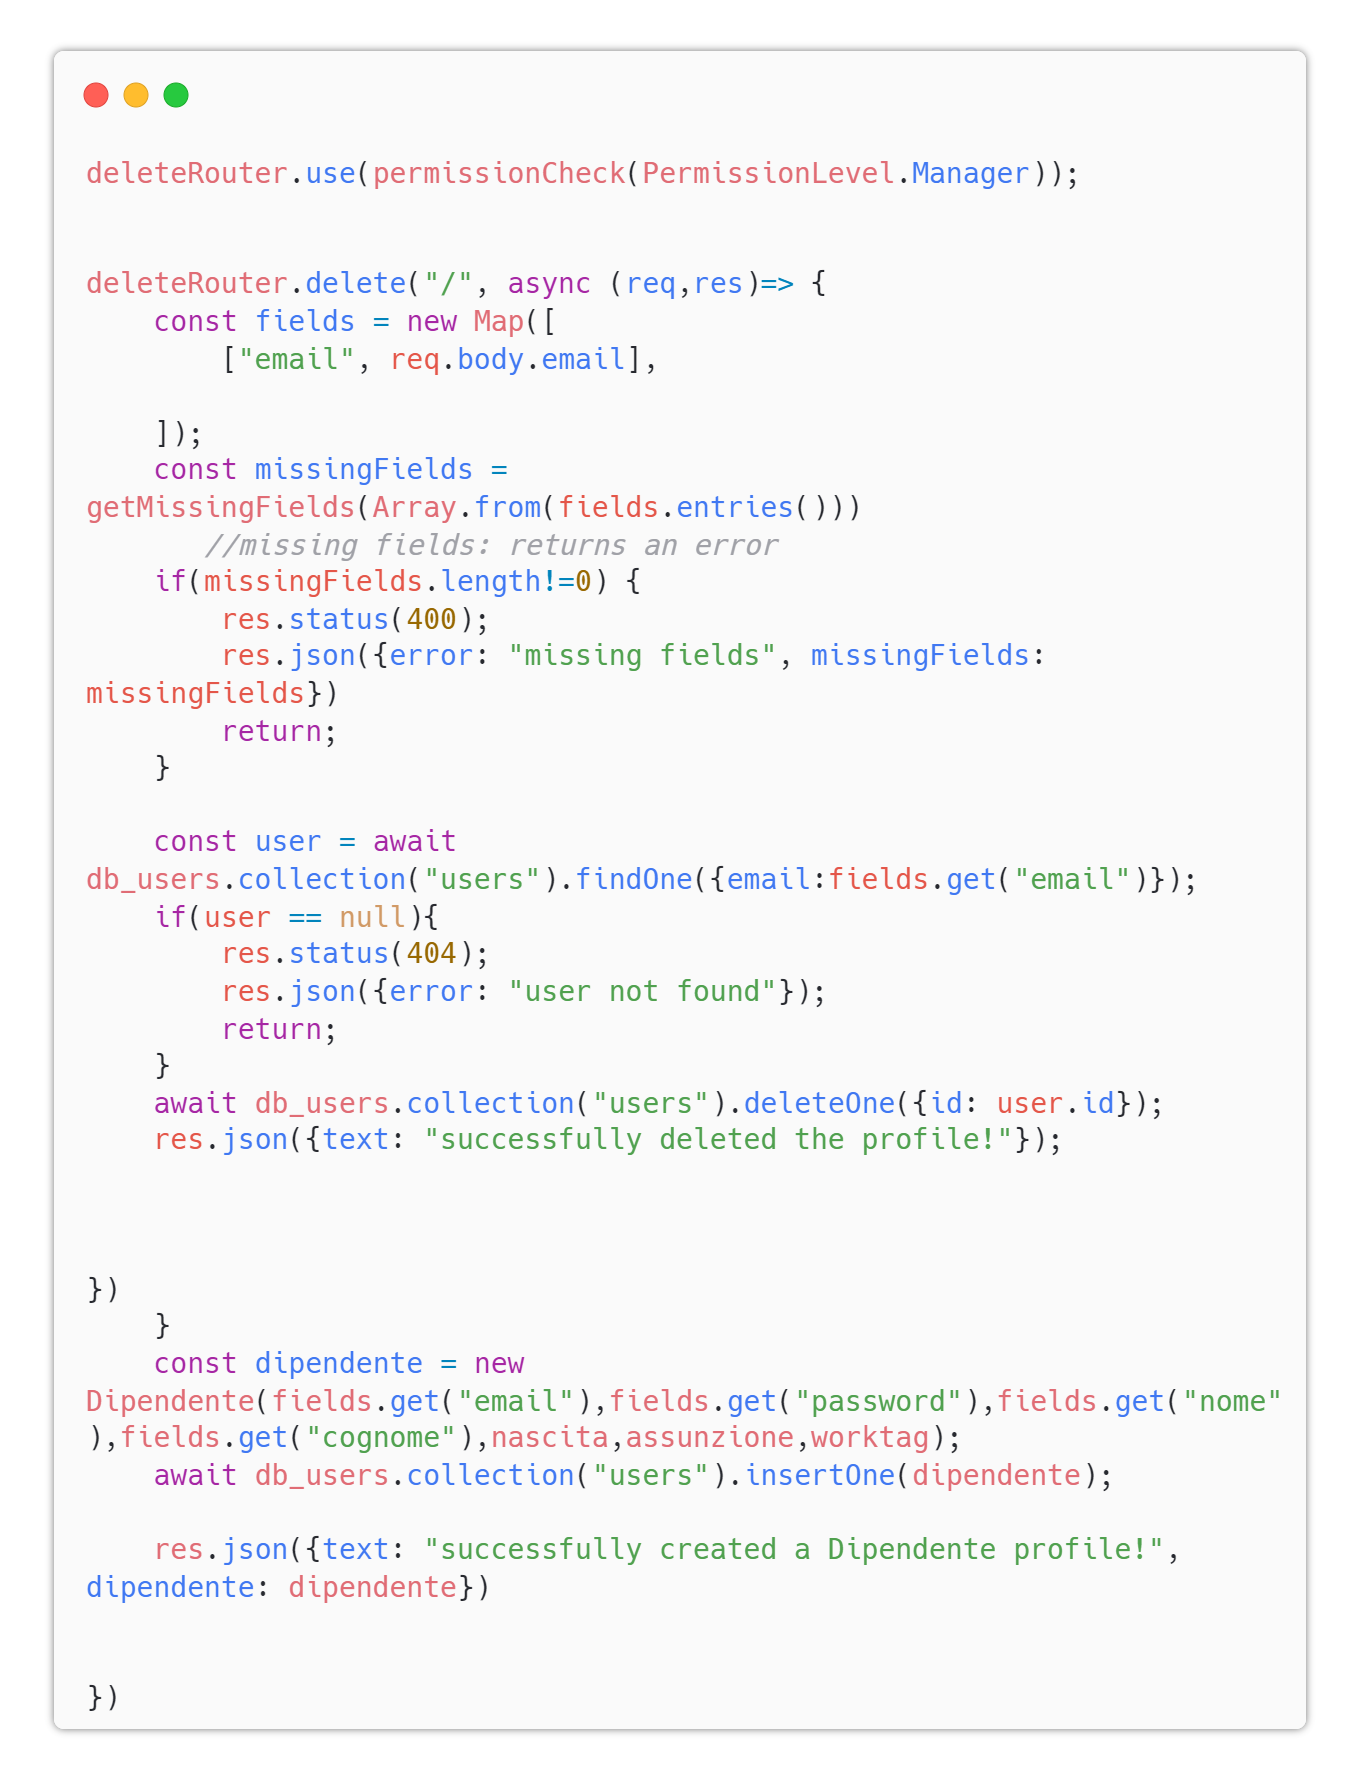 deleteRouter.use(permissionCheck(PermissionLevel.Manager));
deleteRouter.delete("/", async (req,res)=> {
    const fields = new Map([
        ["email", req.body.email],
    ]);
    const missingFields =
getMissingFields(Array.from(fields.entries()))
       //missing fields: returns an error
    if(missingFields.length!=0) {
        res.status(400);
        res.json({error: "missing fields", missingFields:
missingFields})
        return;
    }
    const user = await
db_users.collection("users").findOne({email:fields.get("email")});
    if(user == null){
        res.status(404);
        res.json({error: "user not found"});
        return;
    }
    await db_users.collection("users").deleteOne({id: user.id});
    res.json({text: "successfully deleted the profile!"});
})
    }
    const dipendente = new
Dipendente(fields.get("email"),fields.get("password"),fields.get("nome"
),fields.get("cognome"),nascita,assunzione,worktag);
    await db_users.collection("users").insertOne(dipendente);
    res.json({text: "successfully created a Dipendente profile!",
dipendente: dipendente})
})